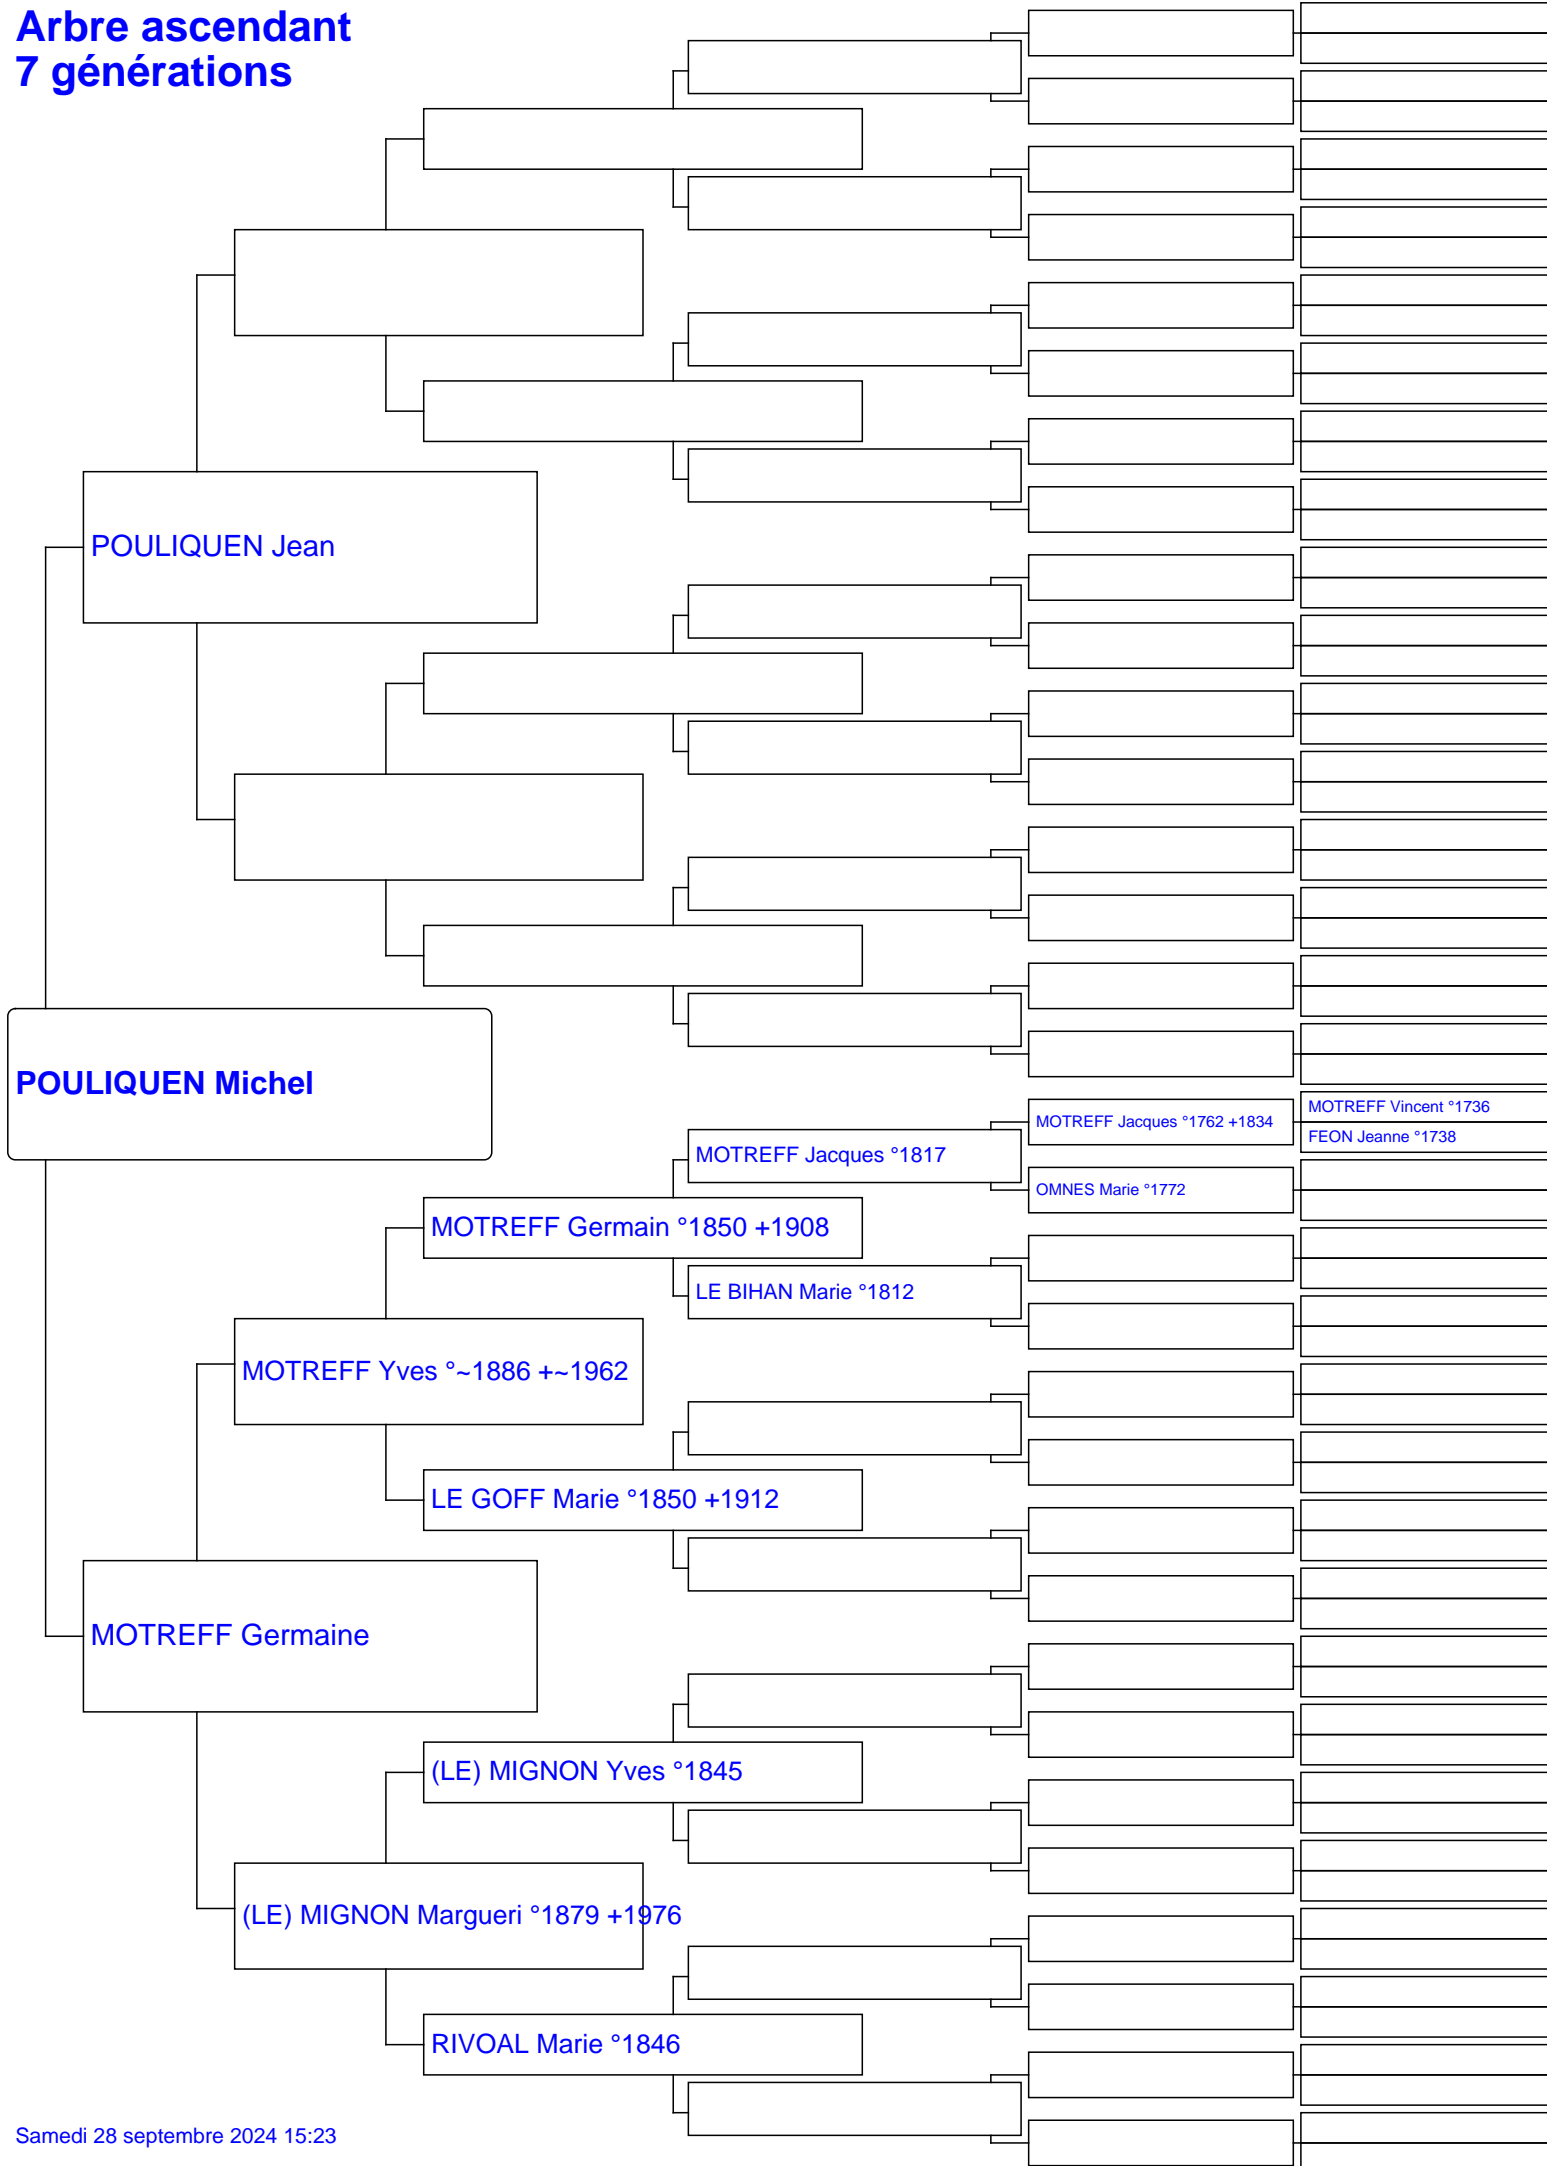 Arbre ascendant
7 générations
POULIQUEN Jean
POULIQUEN Michel
MOTREFF Vincent °1736
MOTREFF Jacques °1762 +1834
FEON Jeanne °1738
MOTREFF Jacques °1817
OMNES Marie °1772
MOTREFF Germain °1850 +1908
LE BIHAN Marie °1812
MOTREFF Yves °~1886 +~1962
LE GOFF Marie °1850 +1912
MOTREFF Germaine
(LE) MIGNON Yves °1845
(LE) MIGNON Margueri °1879 +1976
RIVOAL Marie °1846
Samedi 28 septembre 2024 15:23